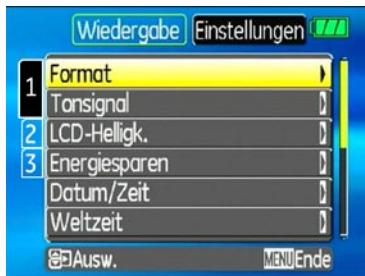 Wiedergabe Einstellungen
1
Format
Tonsignal
2
LCD-Helligk.
3
Energiesparen
Datum/Zeit
Weltzeit
Ausw. MENU Ende